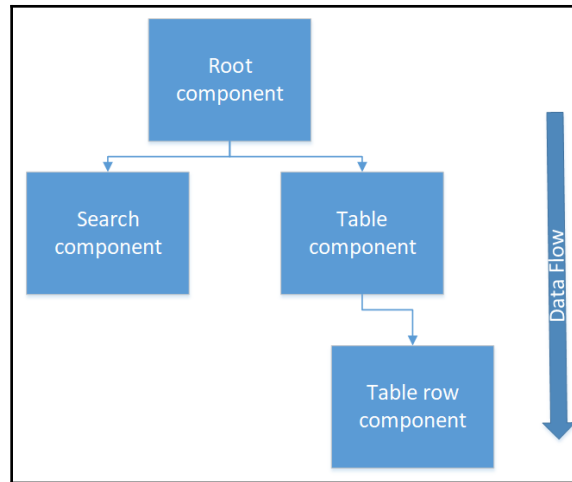 Root
component
Search
component
Table
component
Data Flow
Table row
component